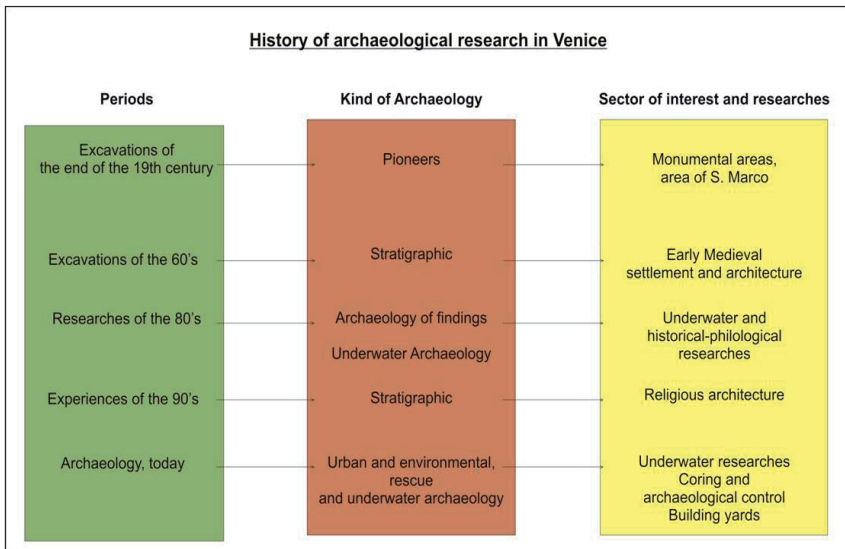 History of archaeological research in Venice
Periods
Kind of Archaeology
Sector of interest and researches
Excavations of
the end of the 19th century
Pioneers
Monumental areas,
area of S. Marco
Excavations of the 60's
Stratigraphic
Early Medieval
settlement and architecture
Researches of the 80's
Archaeology of findings
Underwater Archaeology
Underwater and
historical-philological
researches
Experiences of the 90's
Stratigraphic
Religious architecture
Archaeology, today
Urban and environmental,
rescue
and underwater archaeology
Underwater researches
Coring and
archaeological control
Building yards